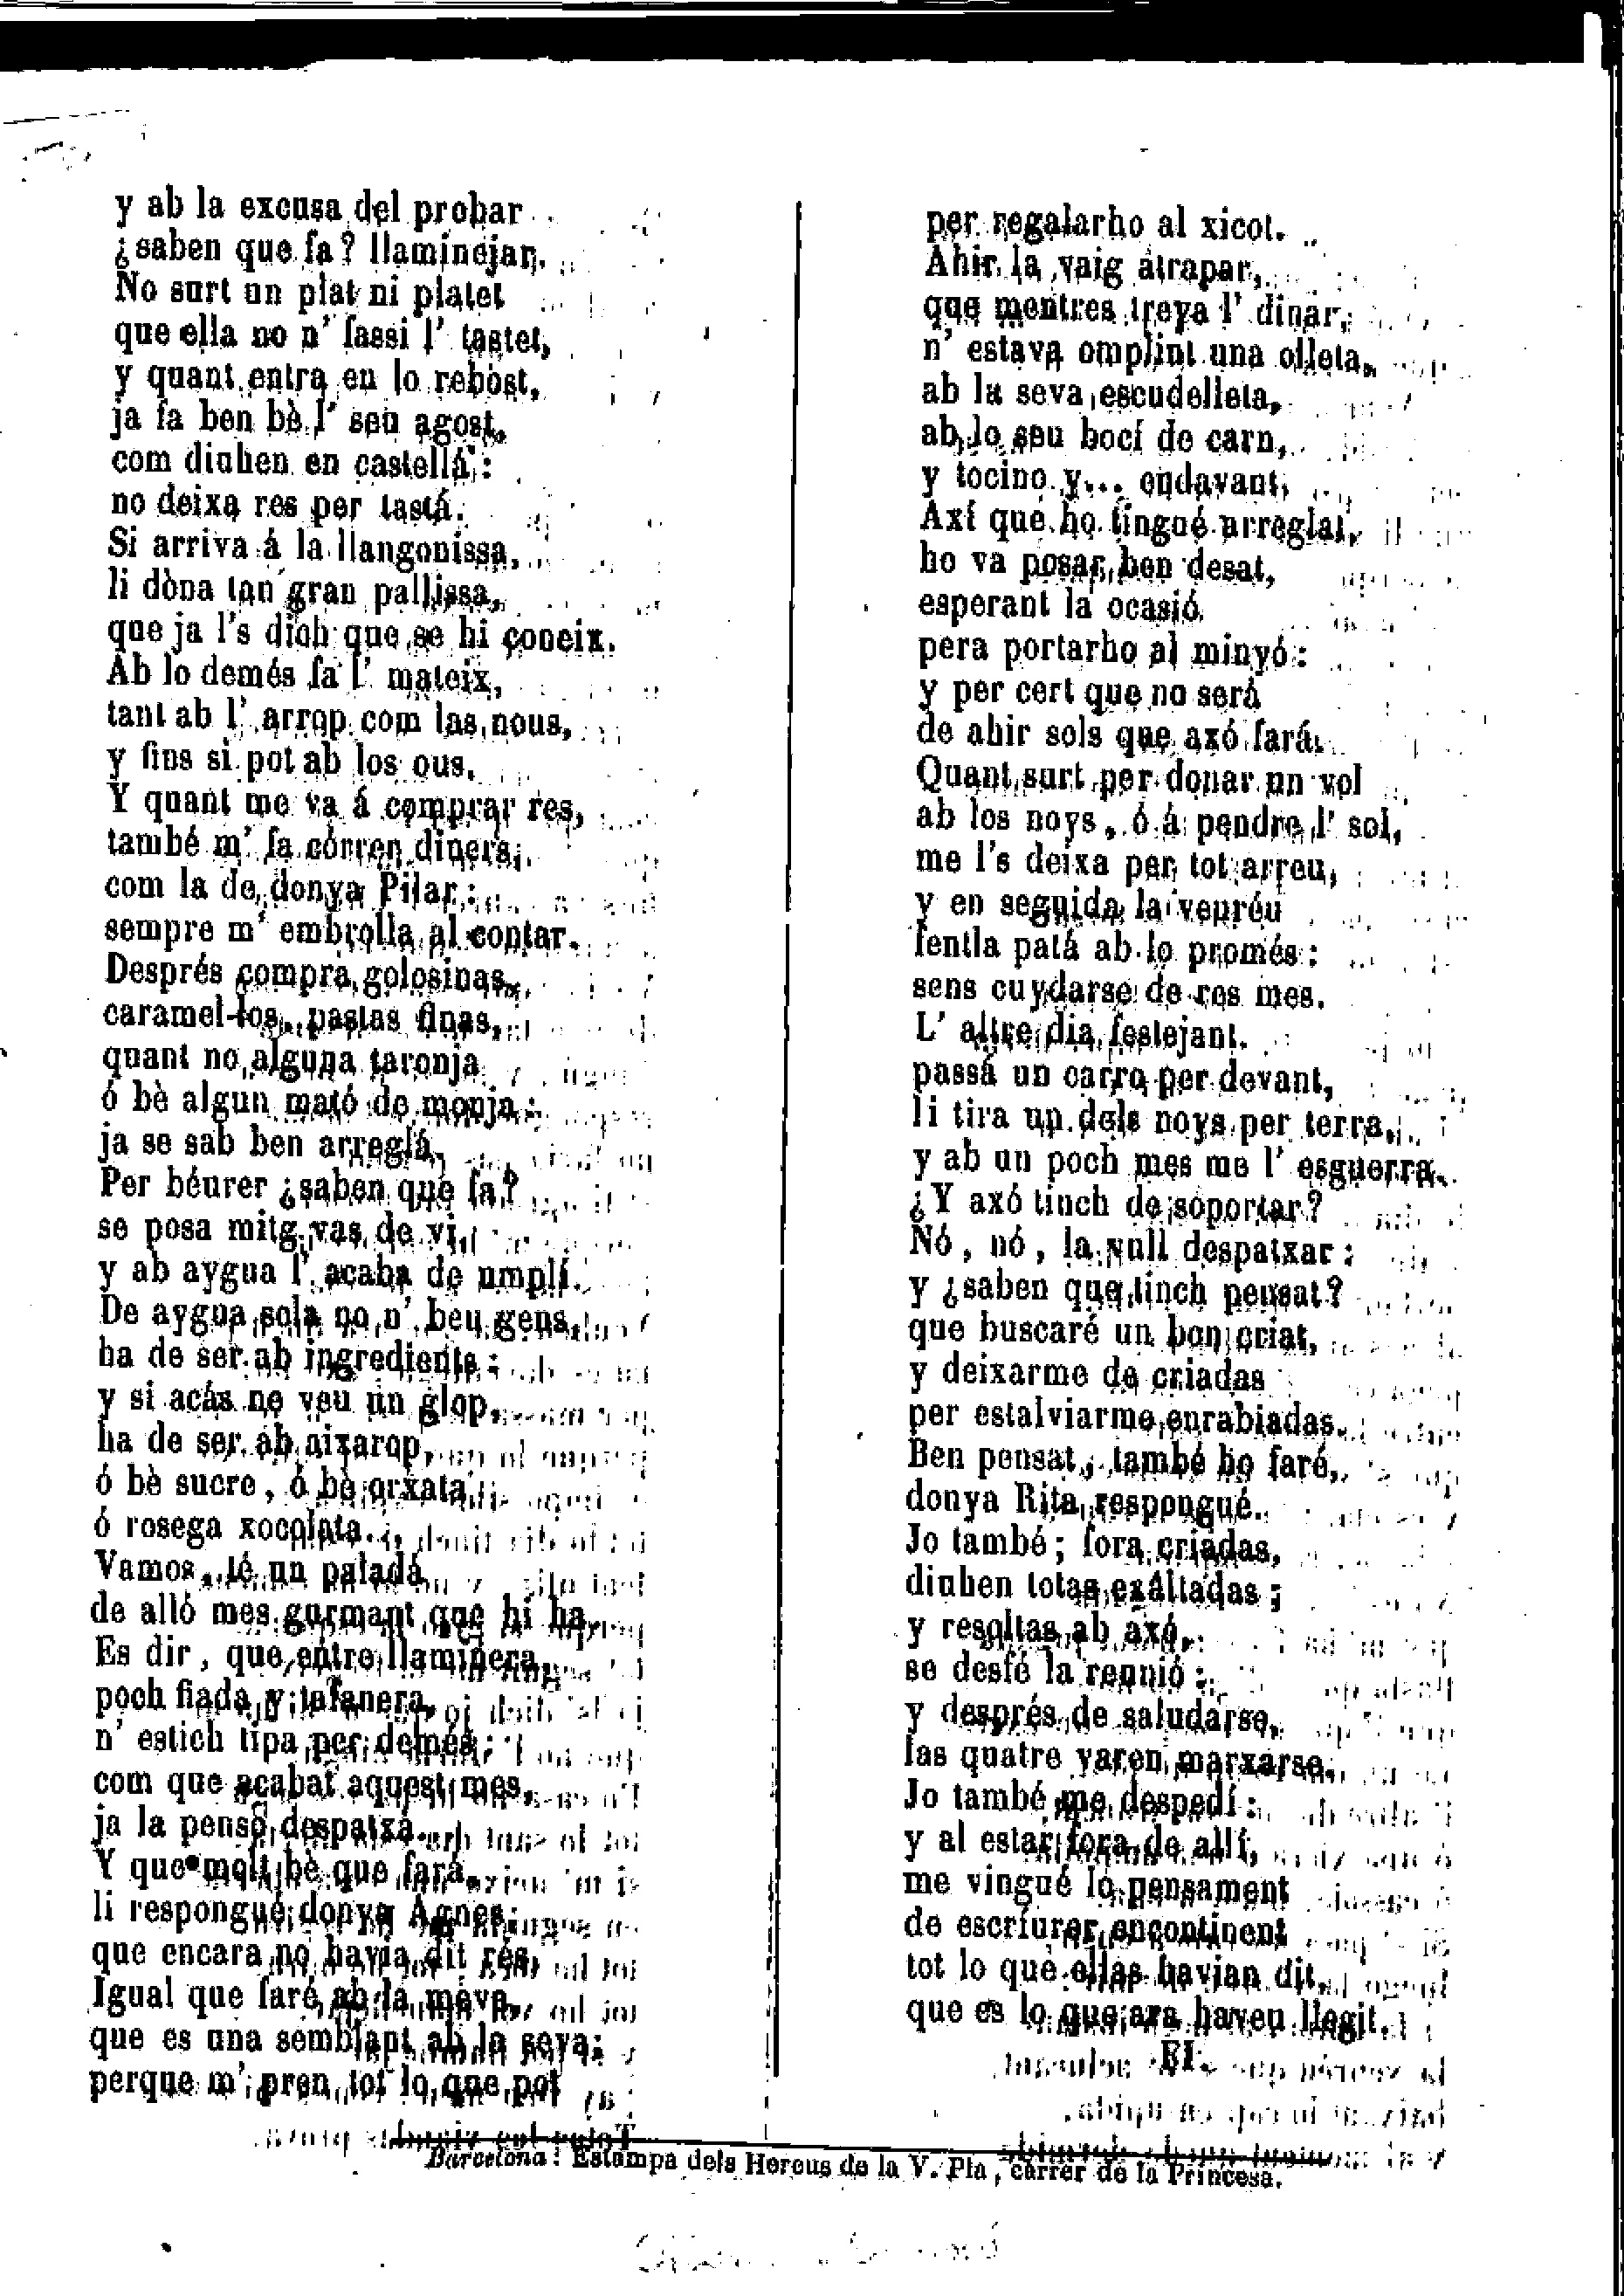 y ab la excusa del probar
¿saben que fa? llaminejar.
No surt un plat ni platet
que ella no n' fassi l' tastet,
y quant entra en lo rebòst,
ja fa ben bè l' seu agost,
com diuhen en castellá:
no deixa res per tastá.
Si arriva á la llangonissa,
li dòna tan gran pallissa,
que ja l's dich que se hi coneix.
Ab lo demés fa l' mateix,
tant ab l' arrop com las nous,
y fins si pot ab los ous.
Y quant me va á comprar res,
també m' fa córrer diners,
com la de donya Pilar:
sempre m' embrolla al contar.
Després compra golosinas,
caramel-los, pastas finas,
quant no alguna taronja
ó bè algun mató de monja:
ja se sab ben arreglá.
Per béurer ¿saben qué fa?
se posa mitg vas de vi,
y ab aygua l' acaba de umplí.
De aygua sola no n' beu gens,
ha de ser ab ingredients:
y si acás ne veu un glop,
ha de ser ab aixarop,
ó bè sucre, ó bè orxata,
ó rosega xocolata...
Vamos, té un paladá
de alló mes gurmant que hi ha.
Es dir, que entre llaminera,
poch fiada y tafanera,
n' estich tipa per demés:
com que acabat aquest mes,
ja la penso despatxá.
Y que molt bè que fará,
li respongué donya Agnes;
que encara no havia dit rés,
Igual que faré ab la meva,
que es una semblant ab la seva:
perque m' pren tot lo que pot
per regalarho al xicot.
Ahir la vaig atrapar,
que mentres treya l' dinar,
n' estava omplint una olleta,
ab la seva escudelleta,
ab lo seu bocí de carn,
y tocino y... endavant,
Axí que ho tingué arreglat,
ho va posar ben desat,
esperant la ocasió
pera portarho al minyó:
y per cert que no será
de ahir sols que axó fará.
Quant surt per donar un vol
ab los noys, ó á pendre l' sol,
me l's deixa per tot arreu,
y en seguida la veuréu
fentla patá ab lo promés:
sens cuydarse de res mes.
L' altre dia festejant.
passá un carro per devant,
li tira un dels noys per terra,
y ab un poch mes me l' esguerra.
¿Y axó tinch de soportar?
Nó, nó, la vull despatxar:
y ¿saben que tinch pensat?
que buscaré un bon criat,
y deixarme de criadas
per estalviarme enrabiadas.
Ben pensat, també ho faré,
donya Rita respongué.
Jo també; fora criadas,
diuhen totas exáltadas;
y resoltas ab axó,
se desfé la reunió:
y després de saludarse,
las quatre varen marxarse.
Jo també me despedí:
y al estar fora de allí,
me vingué lo pensament
de escríurer encontinent
tot lo que ellas havian dit,
que es lo que ara haveu llegit.
FI.
Barcelona: Estampa dels Hereus de la V. Pla, càrrer de la Princesa.